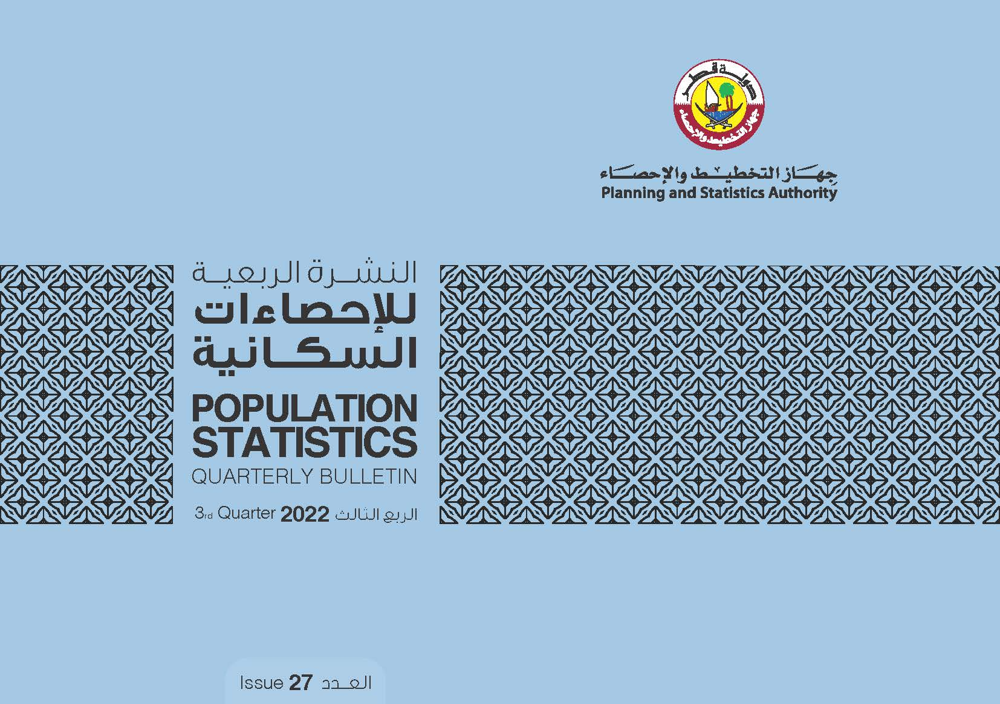 دولة قطر
جهاز التخطيط والإحصاء
جهاز التخطيط والإحصاء
Planning and Statistics Authority
النشرة الربعية
للإحصاءات
السكانية
POPULATION
STATISTICS
QUARTERLY BULLETIN
3rd Quarter 2022 الربع الثالث
Issue 27 العدد